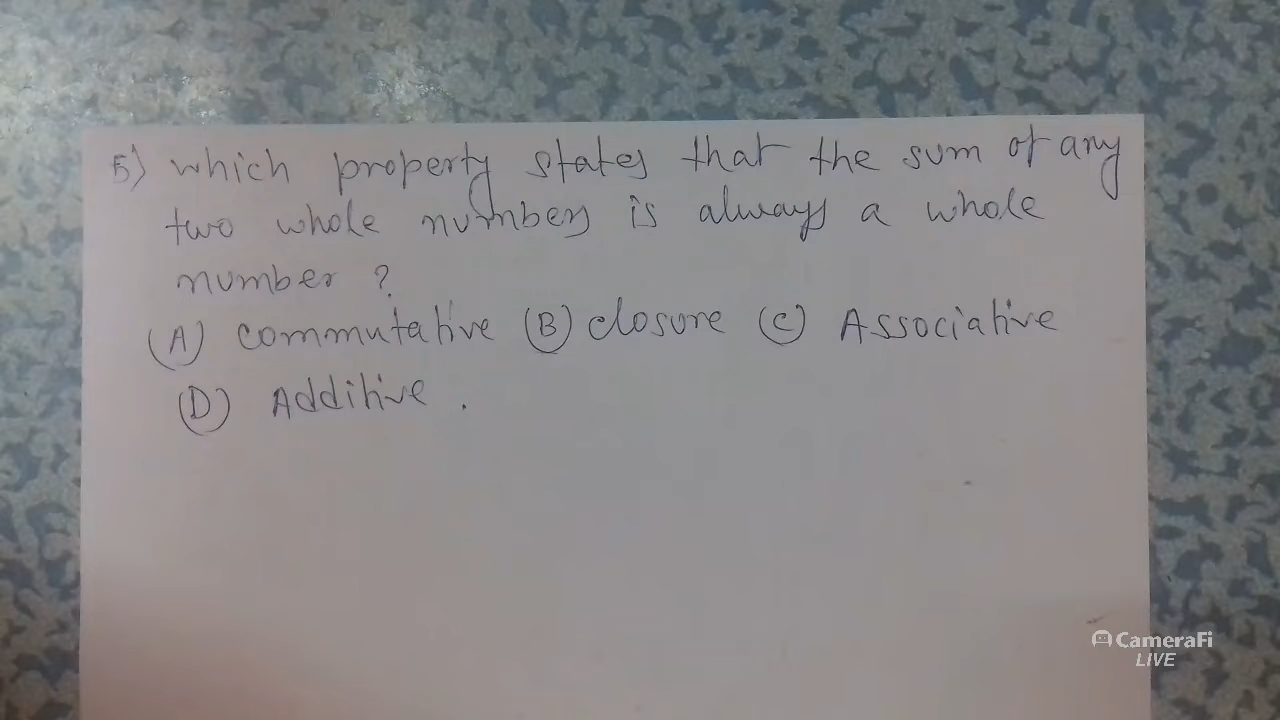 5) which property states that the sum of any
two whole numbers is always a whole
number ?
(A) commutative (B) closure (C) Associative
(D) Additive .
CameraFi
LIVE